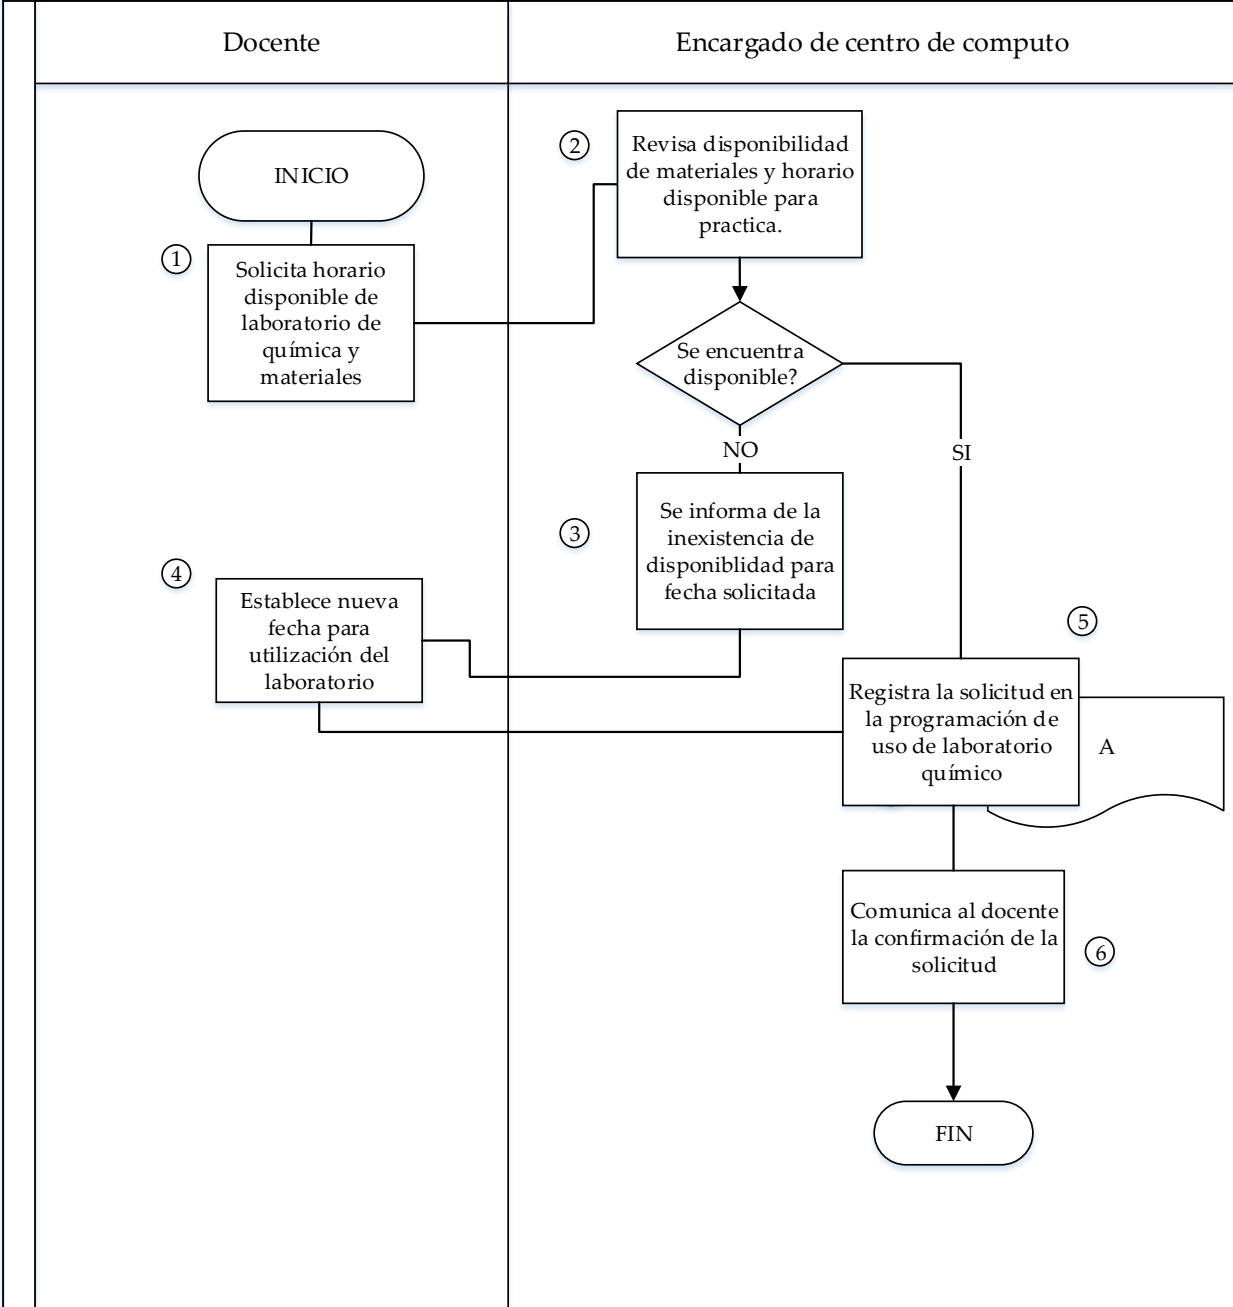 Docente
Encargado de centro de computo
INICIO
1
Solicita horario
disponible de
laboratorio de
química y
materiales
2
Revisa disponibilidad
de materiales y horario
disponible para
practica.
Se encuentra
disponible?
NO
SI
3
Se informa de la
inexistencia de
disponiblidad para
fecha solicitada
4
Establece nueva
fecha para
utilización del
laboratorio
5
Registra la solicitud en
la programación de
uso de laboratorio
químico
A
Comunica al docente
la confirmación de la
solicitud
6
FIN